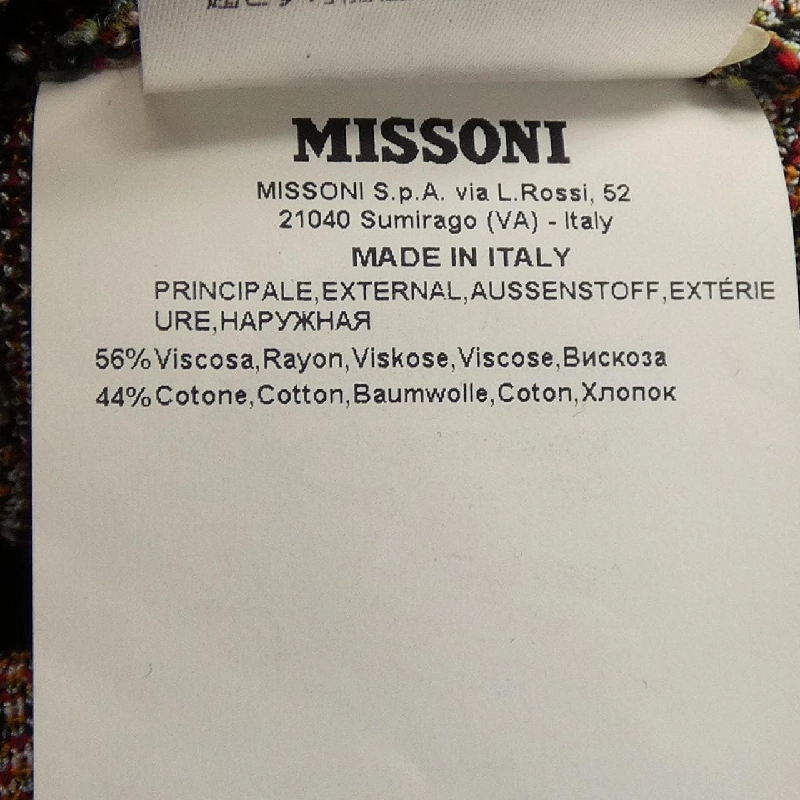 MISSONI
MISSONI S.p.A. via L.Rossi, 52
21040 Sumirago (VA) - Italy
MADE IN ITALY
PRINCIPALE,EXTERNAL,AUSSENSTOFF,EXTÉRIE
URE,НАРУЖНАЯ
56% Viscosa,Rayon,Viskose,Viscose,Вискоза
44% Cotone,Cotton,Baumwolle,Coton,Хлопок